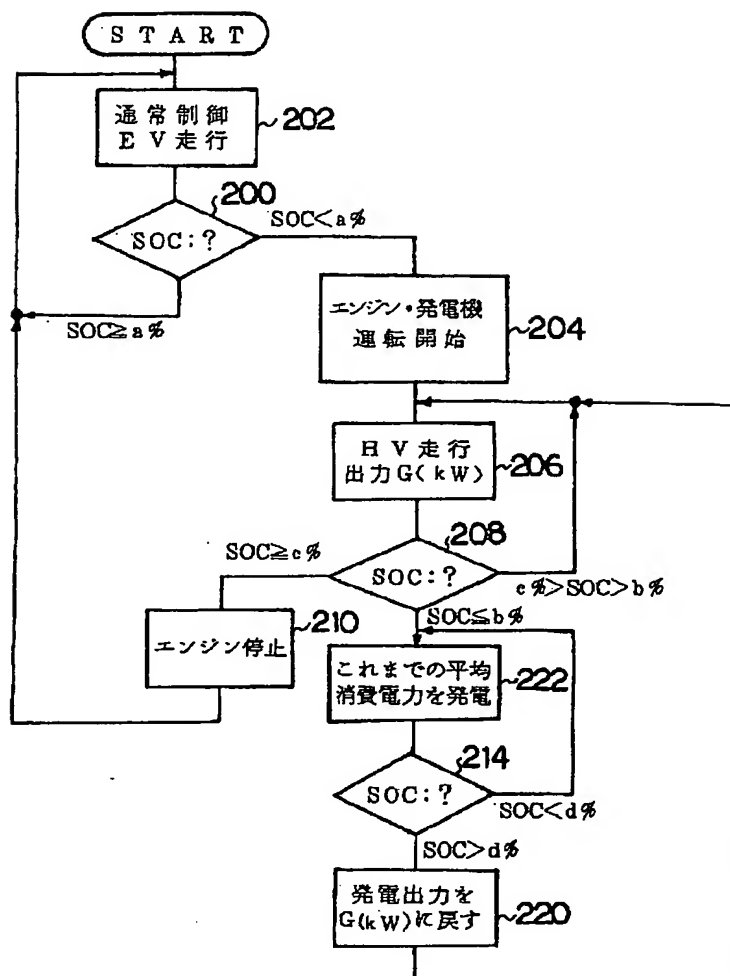 START
通常制御
EV走行
202
200
SOC:?
SOC<a%
SOC≧a%
エンジン・発電機
運転開始
204
HV走行
出力G(kW)
206
208
SOC≧c%
SOC:?
c%>SOC>b%
SOC≦b%
210
エンジン停止
これまでの平均
消費電力を発電
222
214
SOC:?
SOC<d%
SOC>d%
発電出力を
G(kW)に戻す
220